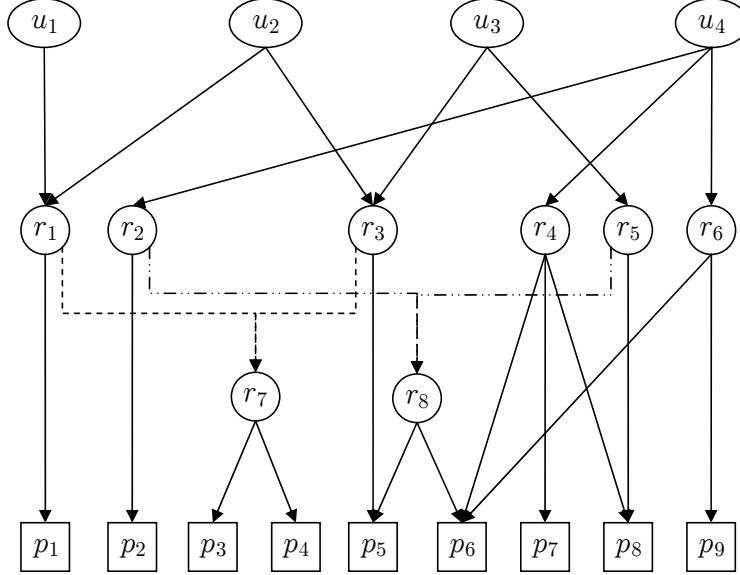 u₁ u₂ u₃ u₄
r₁ r₂ r₃ r₄ r₅ r₆
r₇ r₈
p₁ p₂ p₃ p₄ p₅ p₆ p₇ p₈ p₉